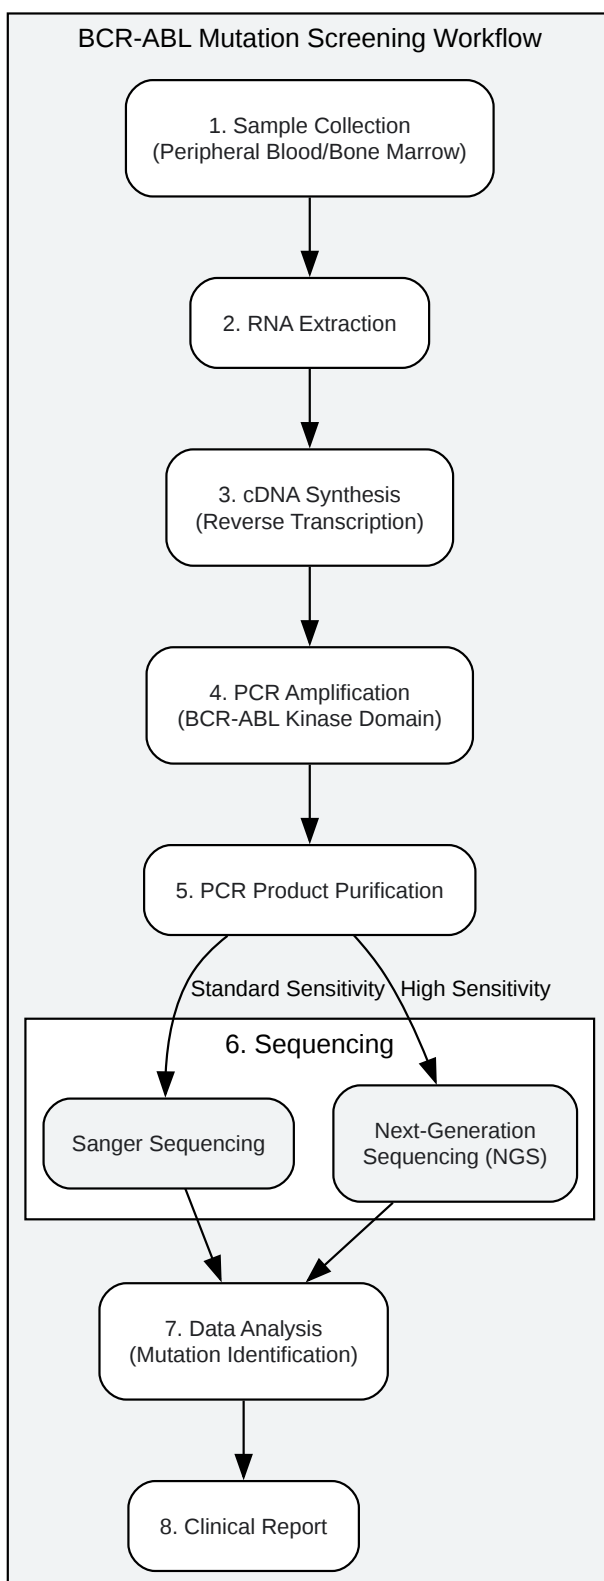 BCR-ABL Mutation Screening Workflow
1. Sample Collection
(Peripheral Blood/Bone Marrow)
2. RNA Extraction
3. cDNA Synthesis
(Reverse Transcription)
4. PCR Amplification
(BCR-ABL Kinase Domain)
5. PCR Product Purification
Standard Sensitivity
High Sensitivity
6. Sequencing
Sanger Sequencing
Next-Generation
Sequencing (NGS)
7. Data Analysis
(Mutation Identification)
8. Clinical Report